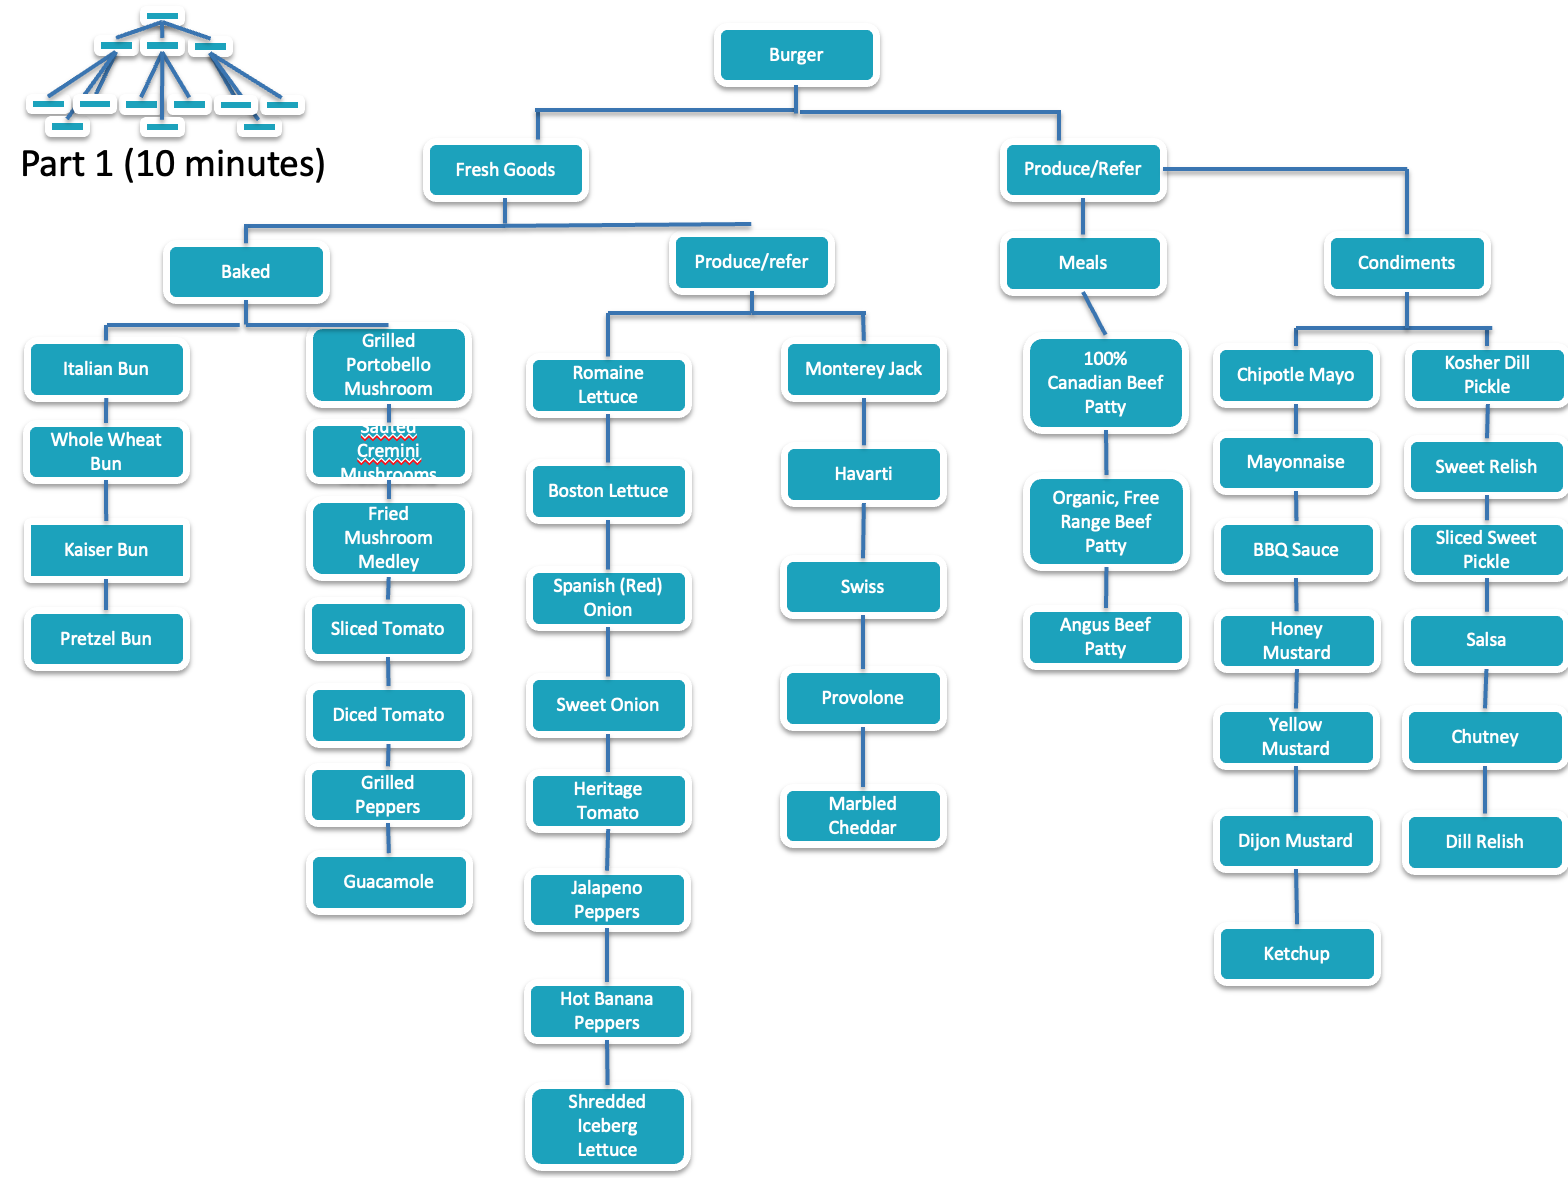 Part 1 (10 minutes)
Burger
Fresh Goods
Produce/Refer
Baked
Produce/refer
Meals
Condiments
Italian Bun
Whole Wheat
Bun
Kaiser Bun
Pretzel Bun
Grilled
Portobello
Mushroom
Sauted
Cremini
Mushrooms
Fried
Mushroom
Medley
Sliced Tomato
Diced Tomato
Grilled
Peppers
Guacamole
Romaine
Lettuce
Boston Lettuce
Spanish (Red)
Onion
Sweet Onion
Heritage
Tomato
Jalapeno
Peppers
Hot Banana
Peppers
Shredded
Iceberg
Lettuce
Monterey Jack
Havarti
Swiss
Provolone
Marbled
Cheddar
100%
Canadian Beef
Patty
Organic, Free
Range Beef
Patty
Angus Beef
Patty
Chipotle Mayo
Mayonnaise
BBQ Sauce
Honey
Mustard
Yellow
Mustard
Dijon Mustard
Ketchup
Kosher Dill
Pickle
Sweet Relish
Sliced Sweet
Pickle
Salsa
Chutney
Dill Relish